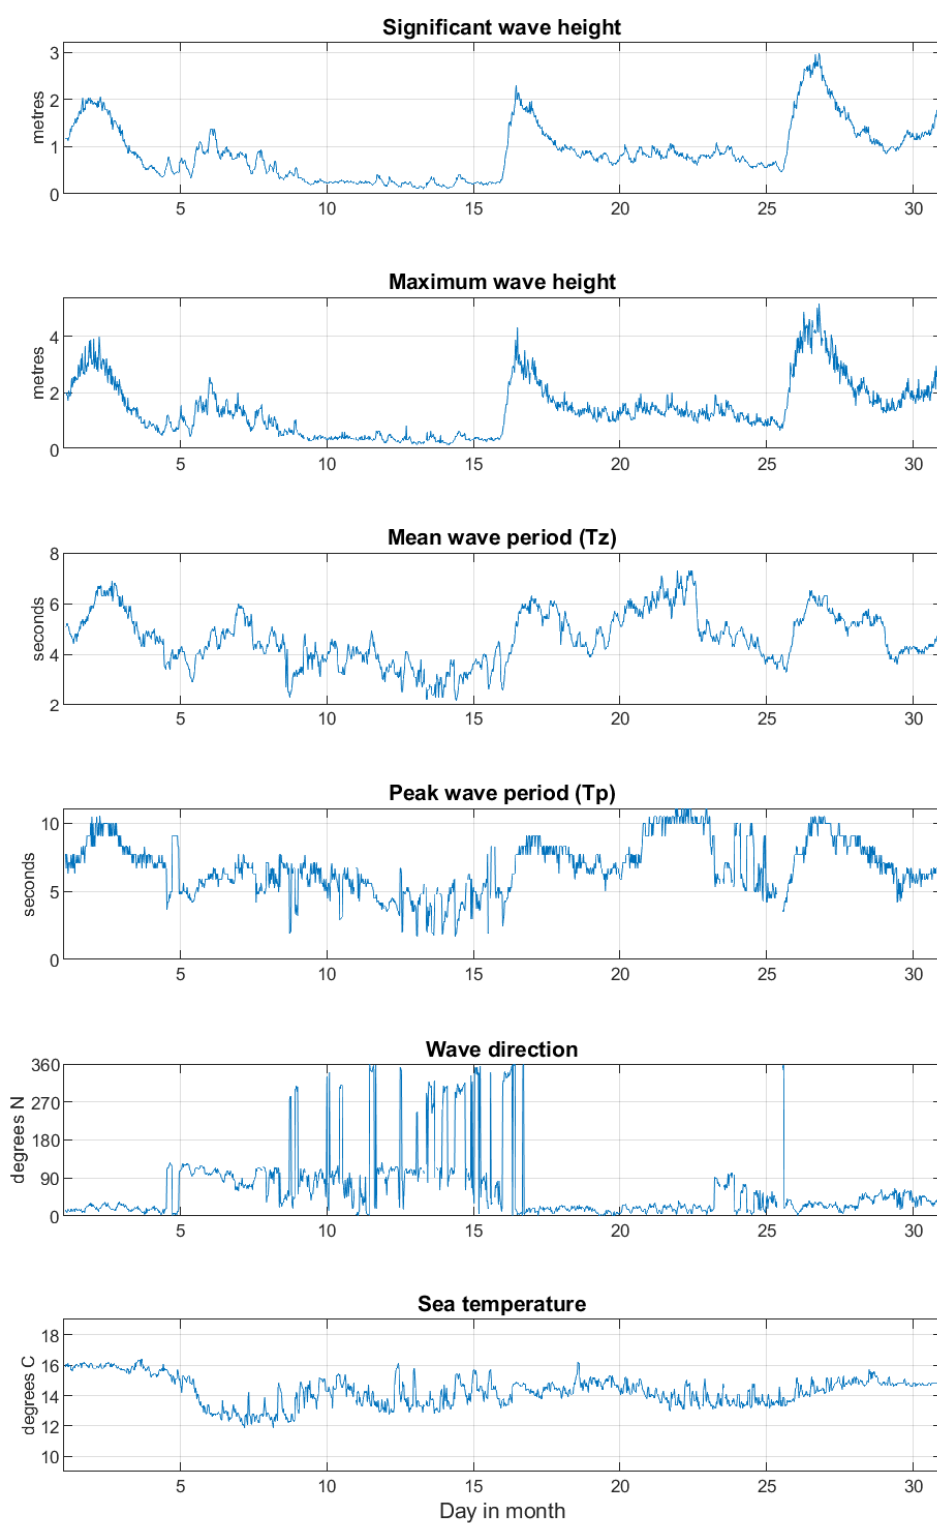 Significant wave height
3
2
1
0
metres
5 10 15 20 25 30
Maximum wave height
4
2
0
metres
5 10 15 20 25 30
Mean wave period (Tz)
8
6
4
2
seconds
5 10 15 20 25 30
Peak wave period (Tp)
10
5
0
seconds
5 10 15 20 25 30
Wave direction
360
270
180
90
0
degrees N
5 10 15 20 25 30
Sea temperature
18
16
14
12
10
degrees C
5 10 15 20 25 30
Day in month